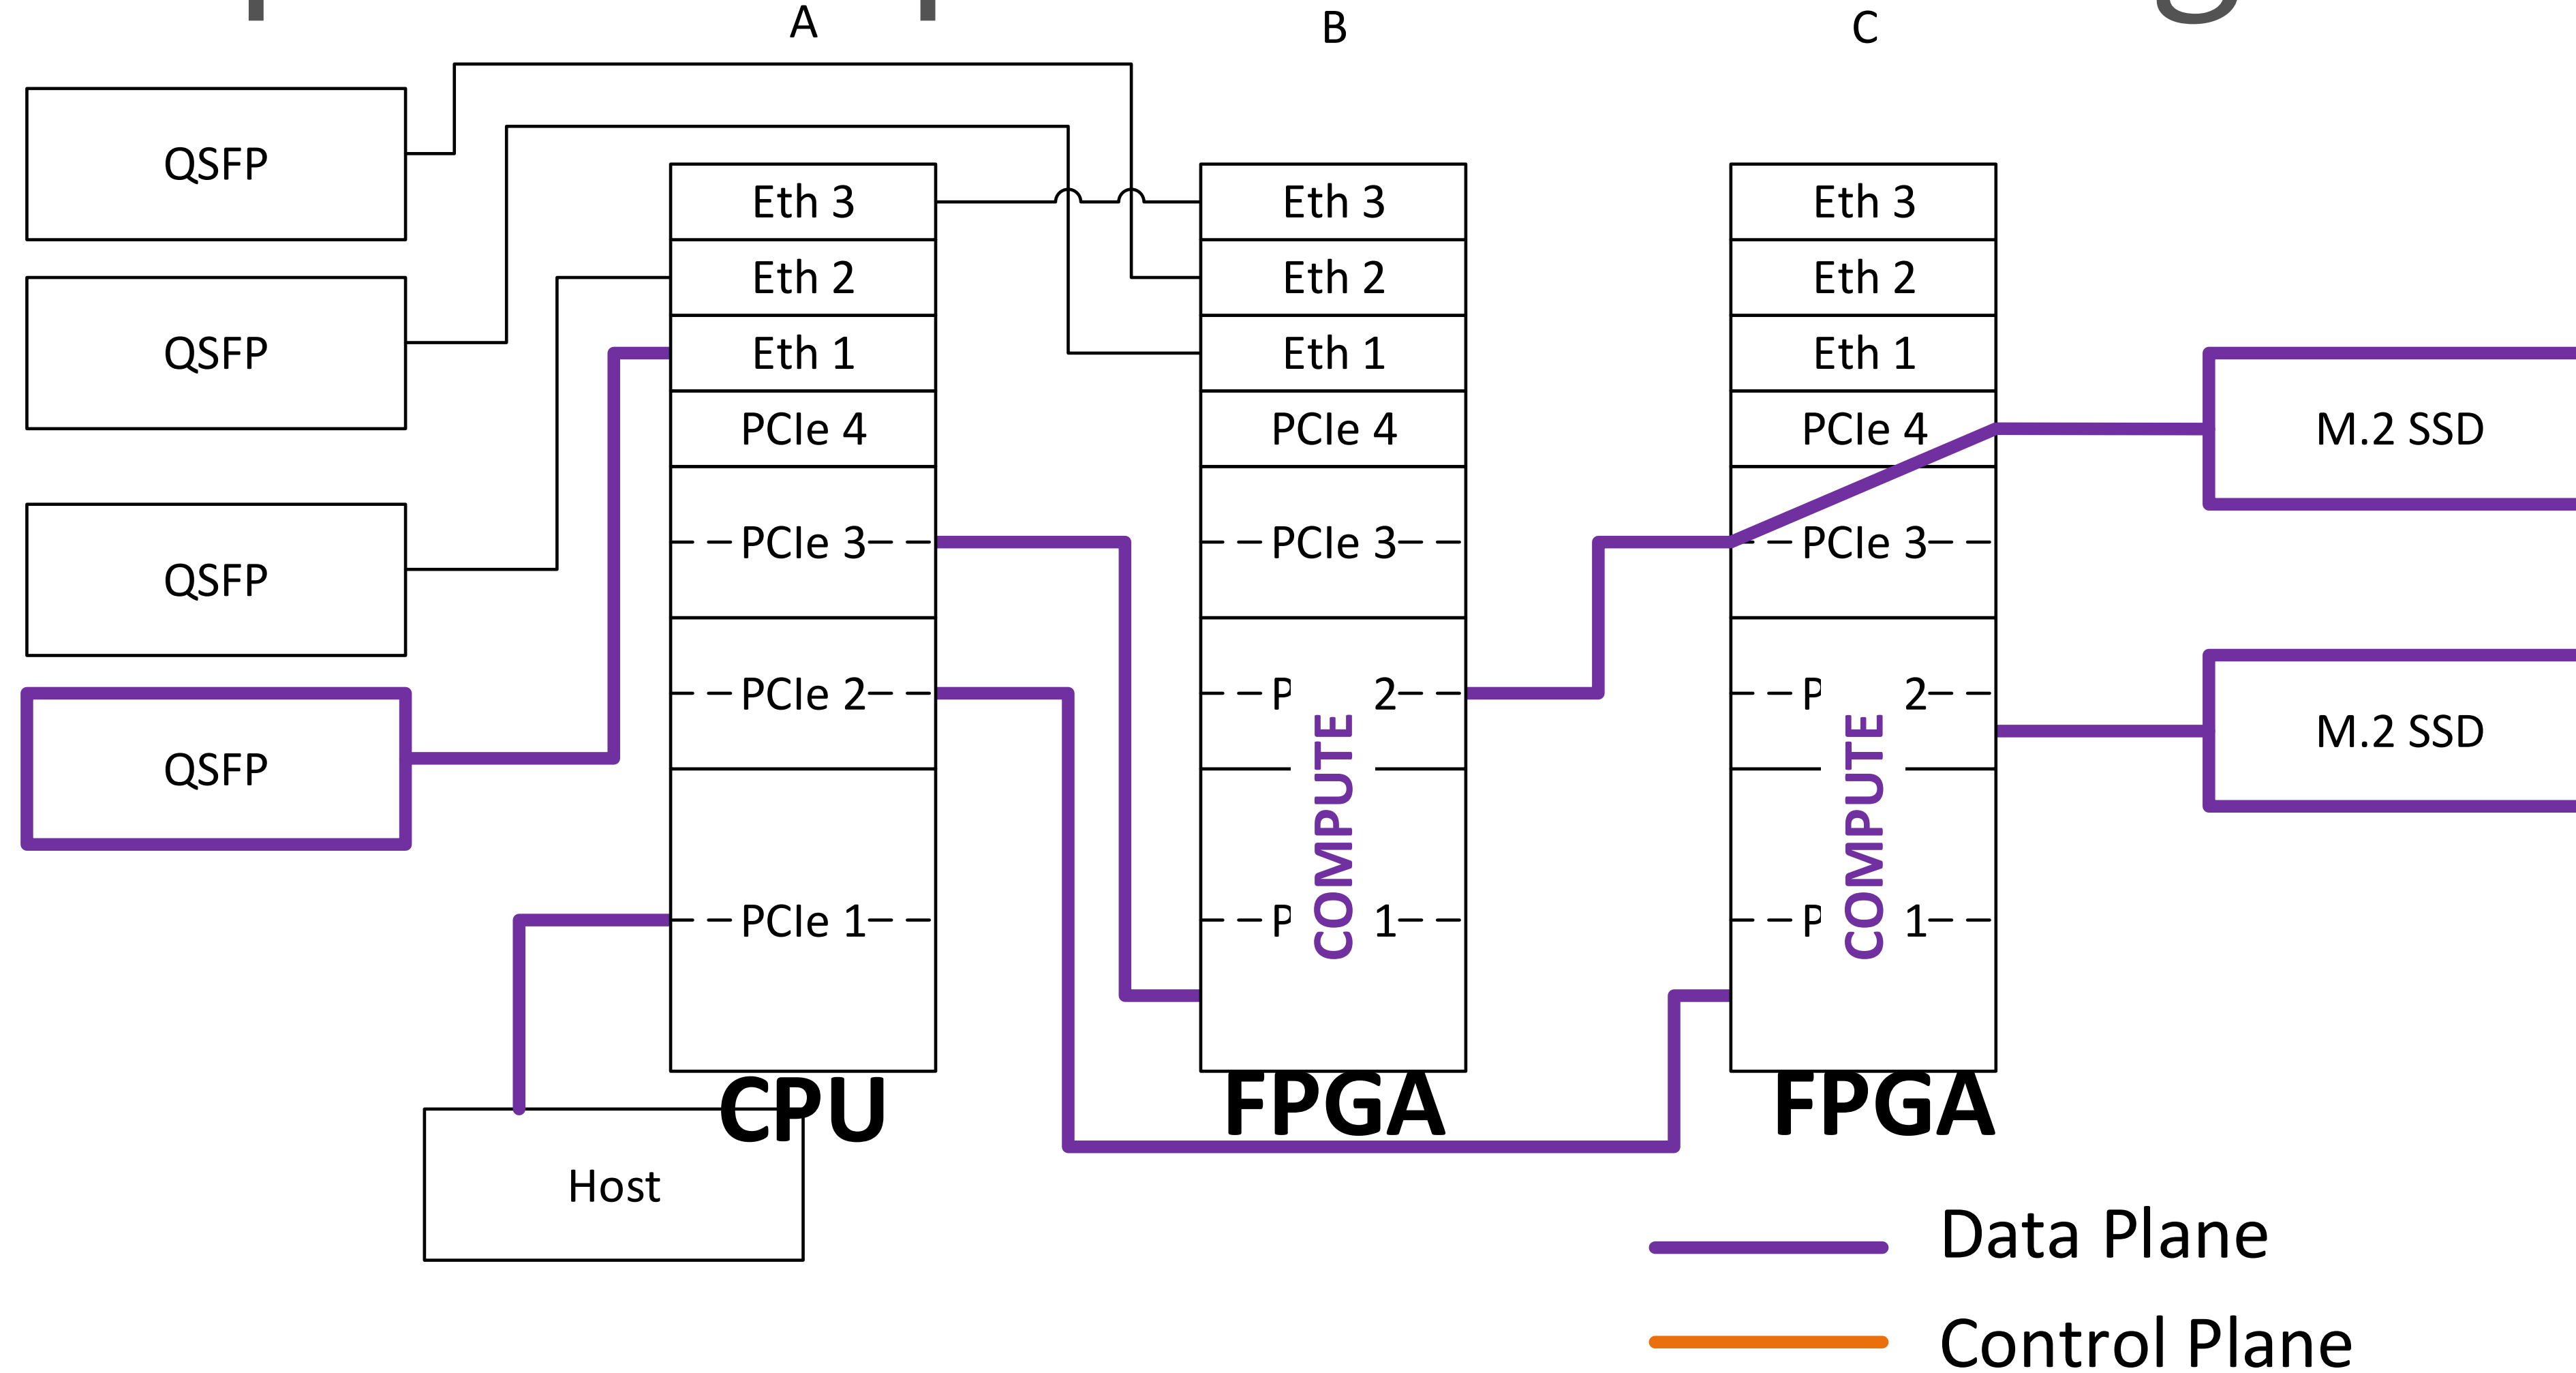 A
B
C
QSFP
QSFP
QSFP
QSFP
Eth 3
Eth 2
Eth 1
PCIe 4
PCIe 3
PCIe 2
PCIe 1
CPU
Host
Eth 3
Eth 2
Eth 1
PCIe 4
PCIe 3
P 2
P 1
COMPUTE
FPGA
Eth 3
Eth 2
Eth 1
PCIe 4
PCIe 3
P 2
P 1
COMPUTE
FPGA
M.2 SSD
M.2 SSD
Data Plane
Control Plane